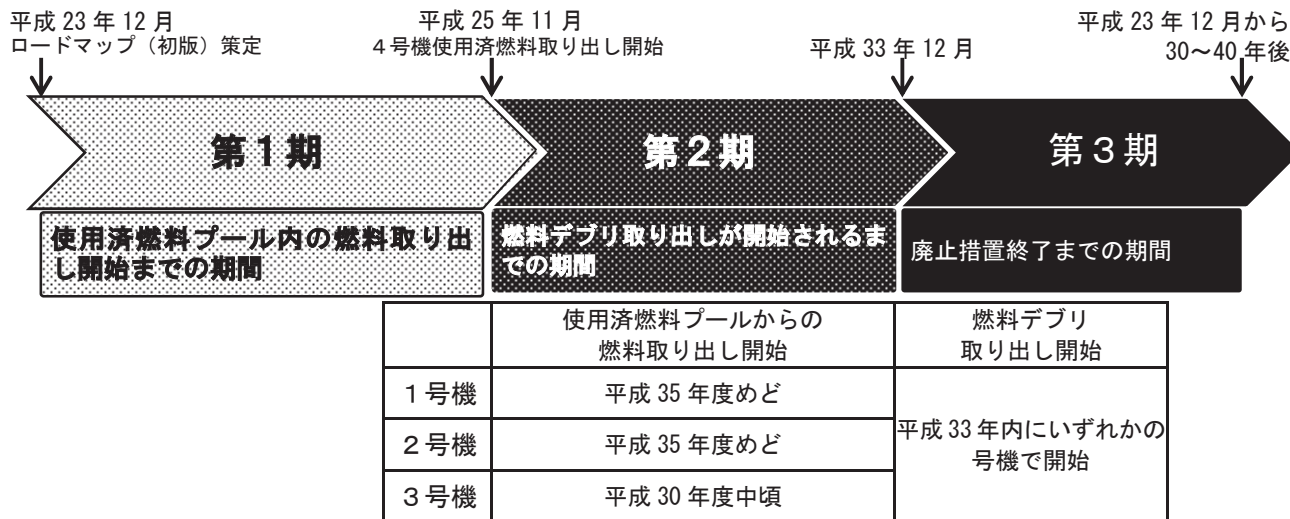 平成 23 年 12 月
ロードマップ（初版）策定
平成 25 年 11 月
４号機使用済燃料取り出し開始
平成 33 年 12 月
平成 23 年 12 月から
30～40 年後
第１期
第２期
第３期
使用済燃料プール内の燃料取り出
し開始までの期間
燃料デブリ取り出しが開始されるま
での期間
廃止措置終了までの期間
使用済燃料プールからの
燃料取り出し開始
燃料デブリ
取り出し開始
１号機
平成 35 年度めど
２号機
平成 35 年度めど
３号機
平成 30 年度中頃
平成 33 年内にいずれかの
号機で開始